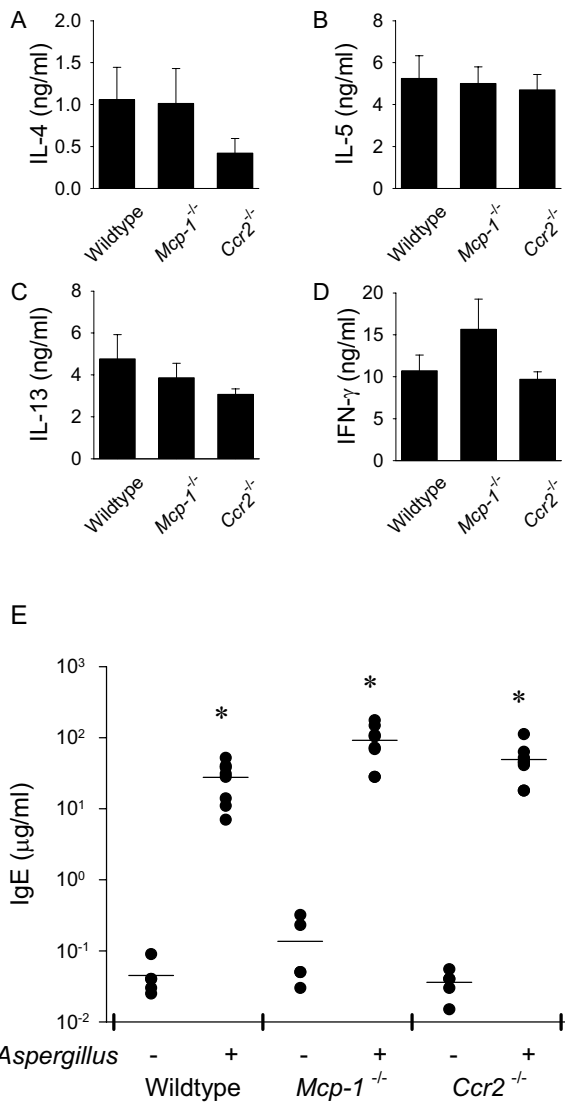 A
IL-4 (ng/ml)
2.0
1.5
1.0
0.5
0.0
Wildtype
Mcp-1⁻/⁻
Ccr2⁻/⁻
B
IL-5 (ng/ml)
8
6
4
2
0
Wildtype
Mcp-1⁻/⁻
Ccr2⁻/⁻
C
IL-13 (ng/ml)
8
6
4
2
0
Wildtype
Mcp-1⁻/⁻
Ccr2⁻/⁻
D
IFN-γ (ng/ml)
20
15
10
5
0
Wildtype
Mcp-1⁻/⁻
Ccr2⁻/⁻
E
IgE (µg/ml)
10³
10²
10¹
10⁰
10⁻¹
10⁻²
* * *
Aspergillus - + - + - +
Wildtype Mcp-1 ⁻/⁻ Ccr2 ⁻/⁻